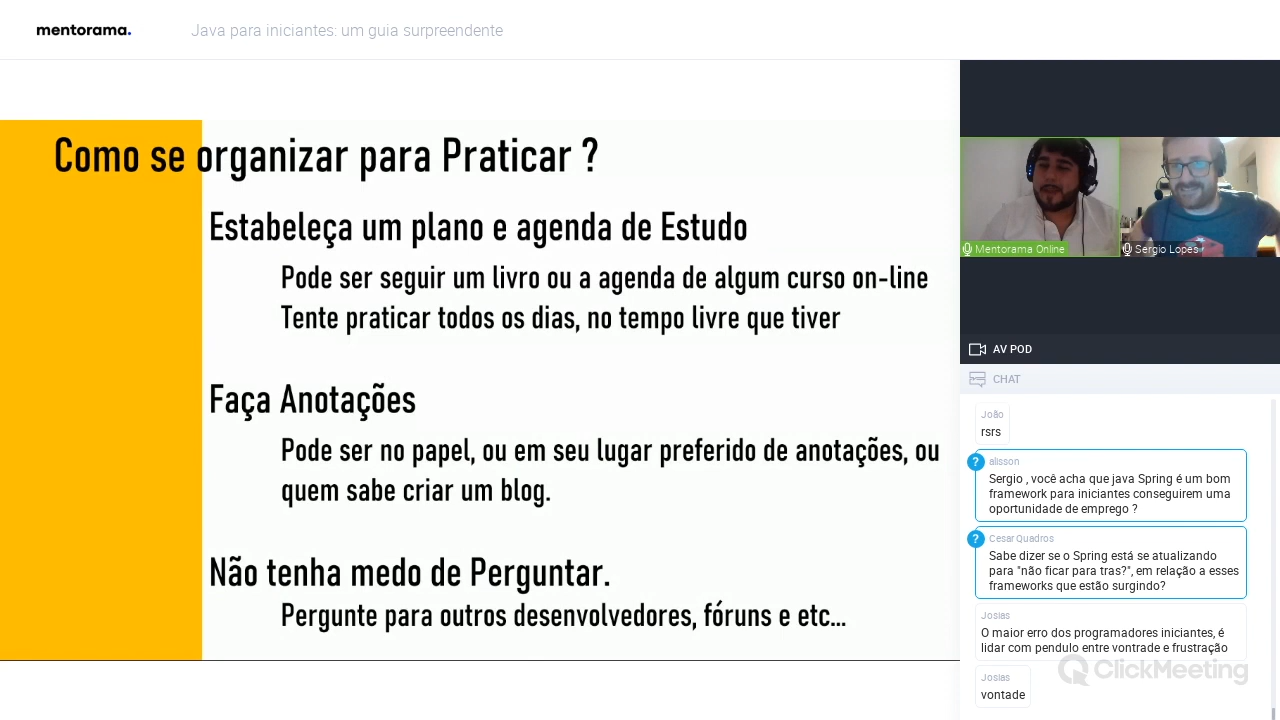 mentorama.
Java para iniciantes: um guia surpreendente
Como se organizar para Praticar ?
Estabeleça um plano e agenda de Estudo
Pode ser seguir um livro ou a agenda de algum curso on-line
Tente praticar todos os dias, no tempo livre que tiver
Faça Anotações
Pode ser no papel, ou em seu lugar preferido de anotações, ou
quem sabe criar um blog.
Não tenha medo de Perguntar.
Pergunte para outros desenvolvedores, fóruns e etc...
Mentorama Online
Sergio Lopes
AV POD
CHAT
João
rsrs
?
alisson
Sergio , você acha que java Spring é um bom
framework para iniciantes conseguirem uma
oportunidade de emprego ?
?
Cesar Quadros
Sabe dizer se o Spring está se atualizando
para "não ficar para tras?", em relação a esses
frameworks que estão surgindo?
Josias
O maior erro dos programadores iniciantes, é
lidar com pendulo entre vontrade e frustração
Josias
vontade
ClickMeeting